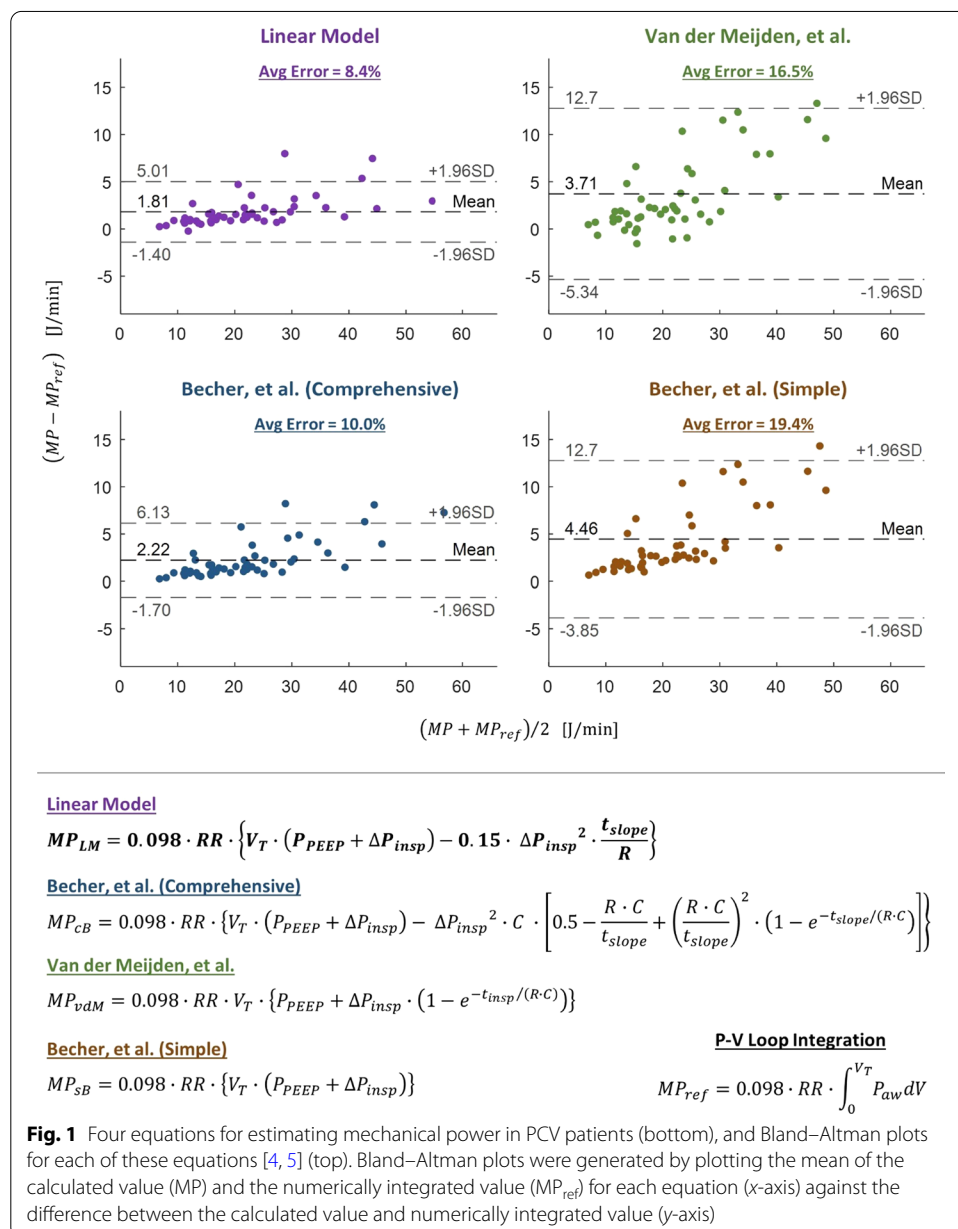 Linear Model
Avg Error = 8.4%
15
10
5
0
-5
5.01
+1.96SD
1.81
Mean
-1.40
-1.96SD
0 10 20 30 40 50 60
Van der Meijden, et al.
Avg Error = 16.5%
15
10
5
0
-5
12.7
+1.96SD
3.71
Mean
-5.34
-1.96SD
0 10 20 30 40 50 60
(MP − MP_ref) [J/min]
Becher, et al. (Comprehensive)
Avg Error = 10.0%
15
10
5
0
-5
6.13
+1.96SD
2.22
Mean
-1.70
-1.96SD
0 10 20 30 40 50 60
Becher, et al. (Simple)
Avg Error = 19.4%
15
10
5
0
-5
12.7
+1.96SD
4.46
Mean
-3.85
-1.96SD
0 10 20 30 40 50 60
(MP + MP_ref)/2 [J/min]
Linear Model
MP_LM = 0.098 · RR · {V_T · (P_PEEP + ΔP_insp) − 0.15 · ΔP_insp² · t_slope/R}
Becher, et al. (Comprehensive)
MP_cB = 0.098 · RR · {V_T · (P_PEEP + ΔP_insp) − ΔP_insp² · C · [0.5 − R · C/t_slope + (R · C/t_slope)² · (1 − e^(−t_slope/(R·C)))]}
Van der Meijden, et al.
MP_vdM = 0.098 · RR · V_T · {P_PEEP + ΔP_insp · (1 − e^(−t_insp/(R·C)))}
Becher, et al. (Simple)
MP_sB = 0.098 · RR · {V_T · (P_PEEP + ΔP_insp)}
P-V Loop Integration
MP_ref = 0.098 · RR · ∫₀^(V_T) P_aw dV
Fig. 1 Four equations for estimating mechanical power in PCV patients (bottom), and Bland–Altman plots
for each of these equations [4, 5] (top). Bland–Altman plots were generated by plotting the mean of the
calculated value (MP) and the numerically integrated value (MP_ref) for each equation (x-axis) against the
difference between the calculated value and numerically integrated value (y-axis)